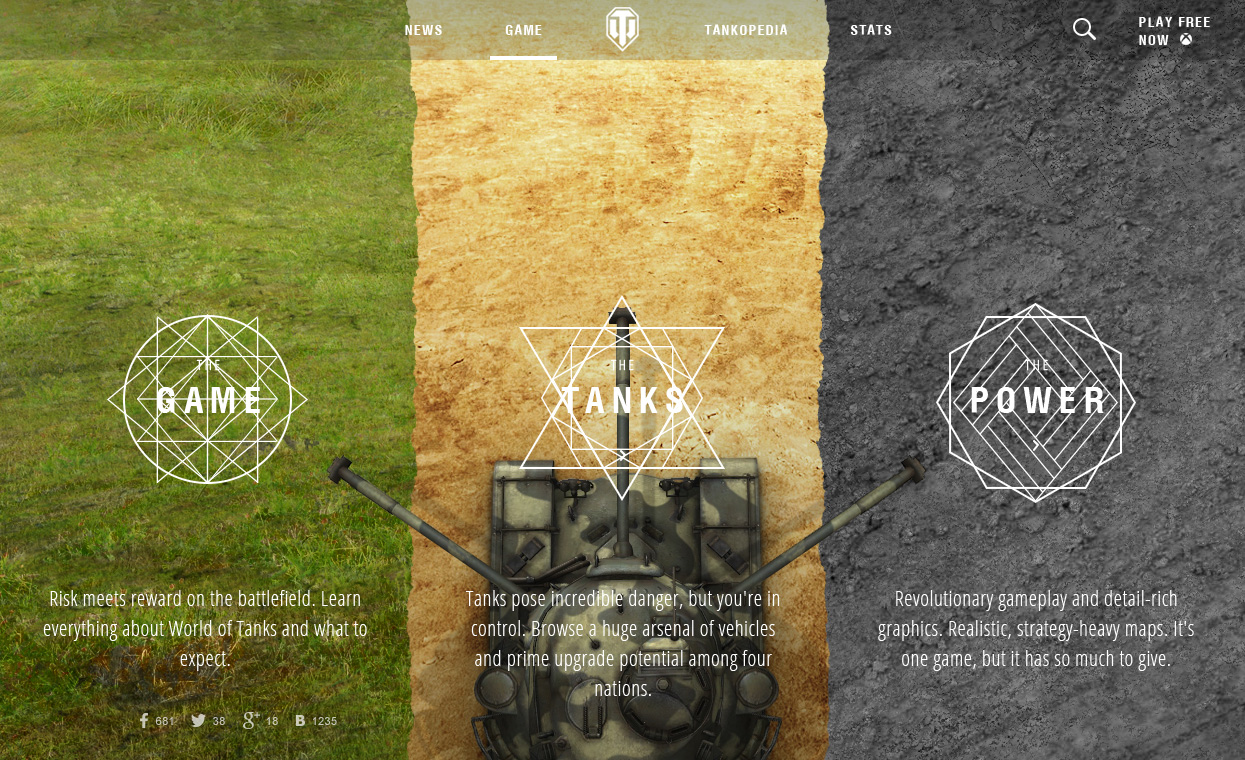 NEWS
GAME
TANKOPEDIA
STATS
PLAY FREE
NOW
THE
GAME
Risk meets reward on the battlefield. Learn
everything about World of Tanks and what to
expect.
681 38 18 1235
THE
TANKS
Tanks pose incredible danger, but you're in
control. Browse a huge arsenal of vehicles
and prime upgrade potential among four
nations.
THE
POWER
Revolutionary gameplay and detail-rich
graphics. Realistic, strategy-heavy maps. It's
one game, but it has so much to give.